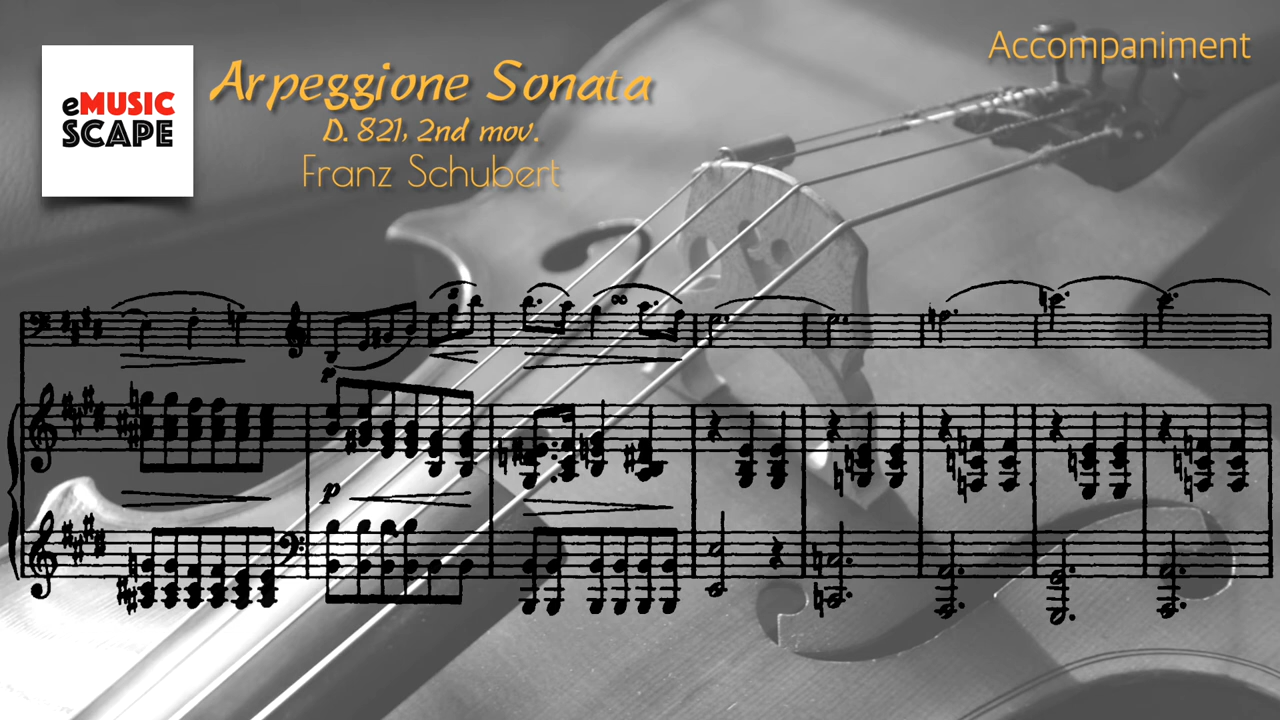 eMUSIC
SCAPE
Arpeggione Sonata
D. 821, 2nd mov.
Franz Schubert
Accompaniment
p
p